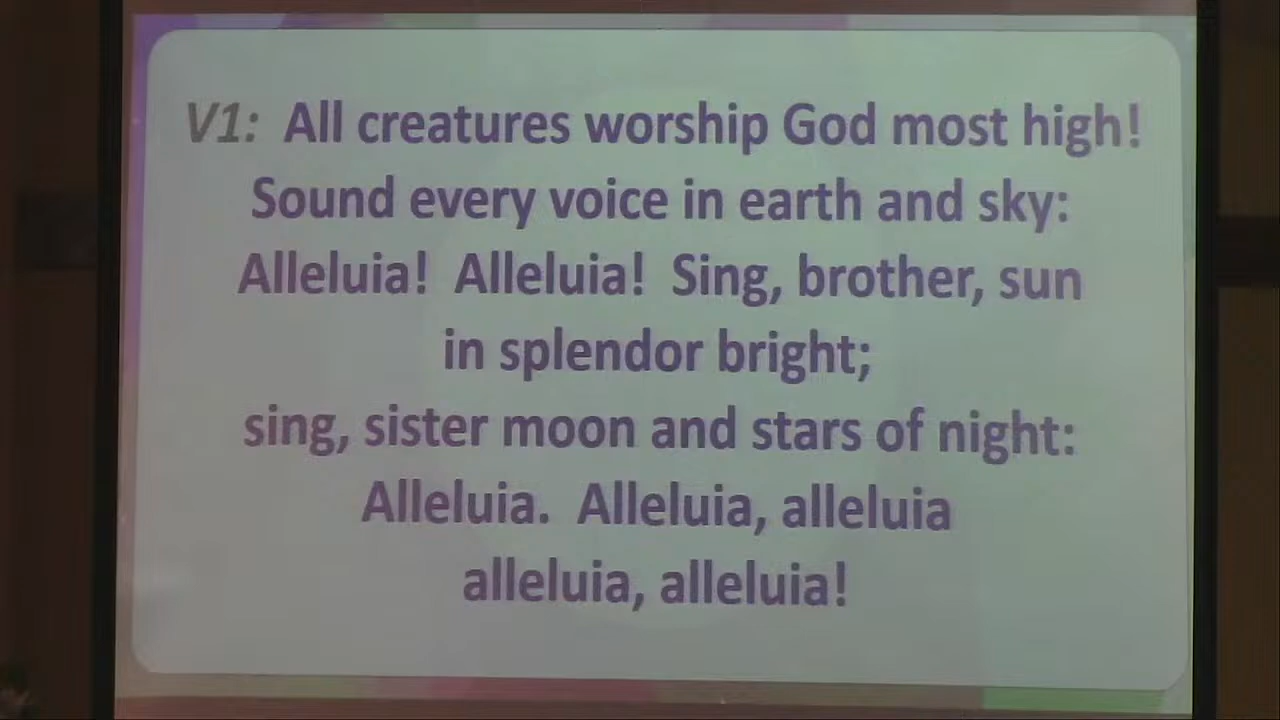 V1: All creatures worship God most high!
Sound every voice in earth and sky:
Alleluia! Alleluia! Sing, brother, sun
in splendor bright;
sing, sister moon and stars of night:
Alleluia. Alleluia, alleluia
alleluia, alleluia!